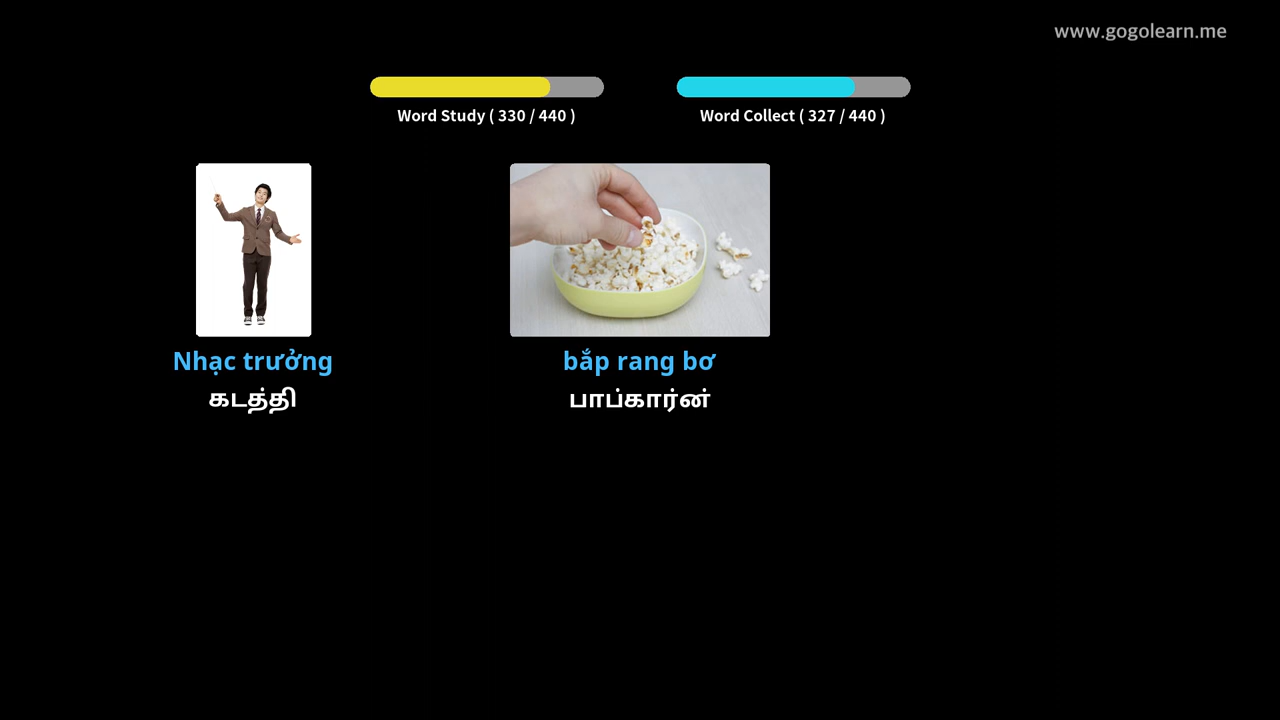 www.gogolearn.me
Word Study ( 330 / 440 )
Word Collect ( 327 / 440 )
Nhạc trưởng
கடத்தி
bắp rang bơ
பாப்கார்ன்